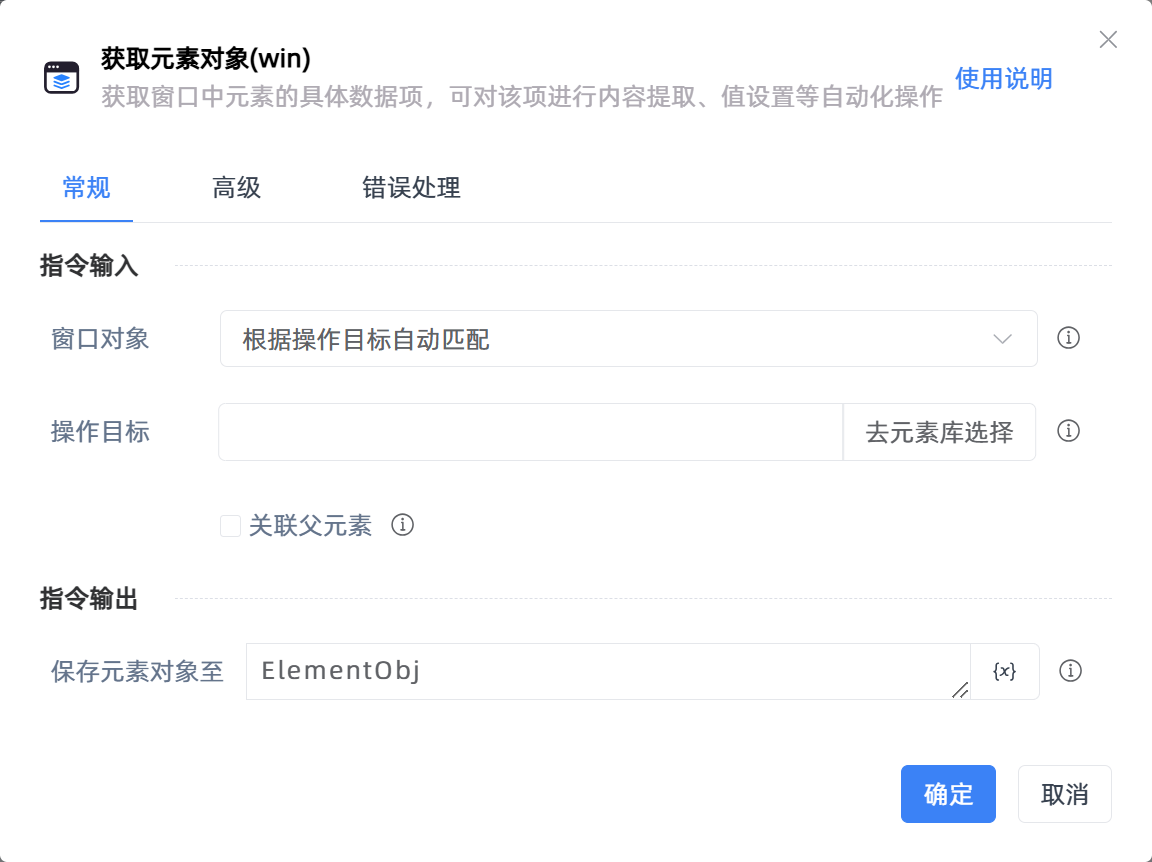 获取元素对象(win)
获取窗口中元素的具体数据项，可对该项进行内容提取、值设置等自动化操作
使用说明
常规
高级
错误处理
指令输入
窗口对象
根据操作目标自动匹配
操作目标
去元素库选择
关联父元素
指令输出
保存元素对象至
ElementObj
{x}
确定
取消